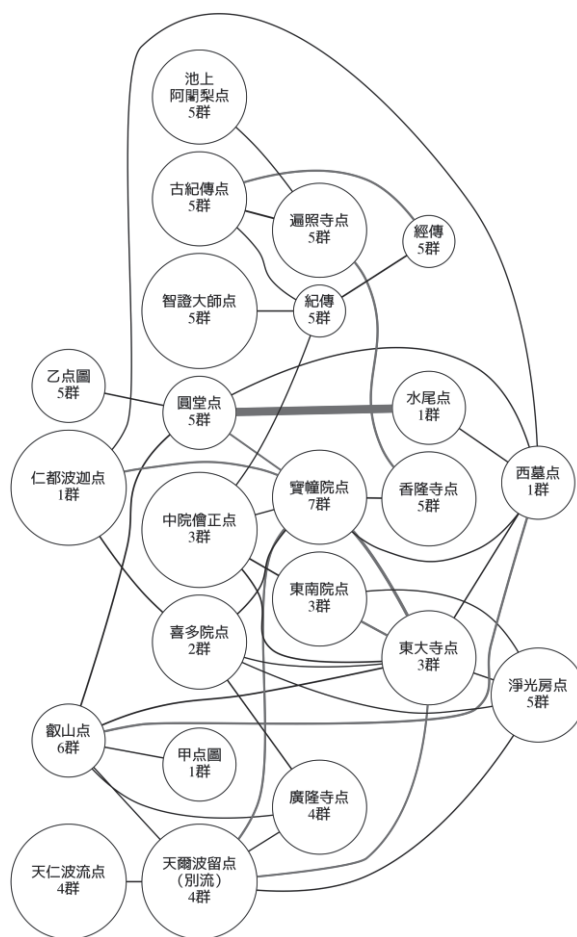 池上
阿闍梨点
5群
古紀傳点
5群
遍照寺点
5群
經傳
5群
智證大師点
5群
紀傳
5群
乙点圖
5群
圓堂点
5群
水尾点
1群
仁都波迦点
1群
寶幢院点
7群
香隆寺点
5群
西墓点
1群
中院僧正点
3群
東南院点
3群
喜多院点
2群
東大寺点
3群
淨光房点
5群
叡山点
6群
甲点圖
1群
廣隆寺点
4群
天仁波流点
4群
天爾波留点
（別流）
4群